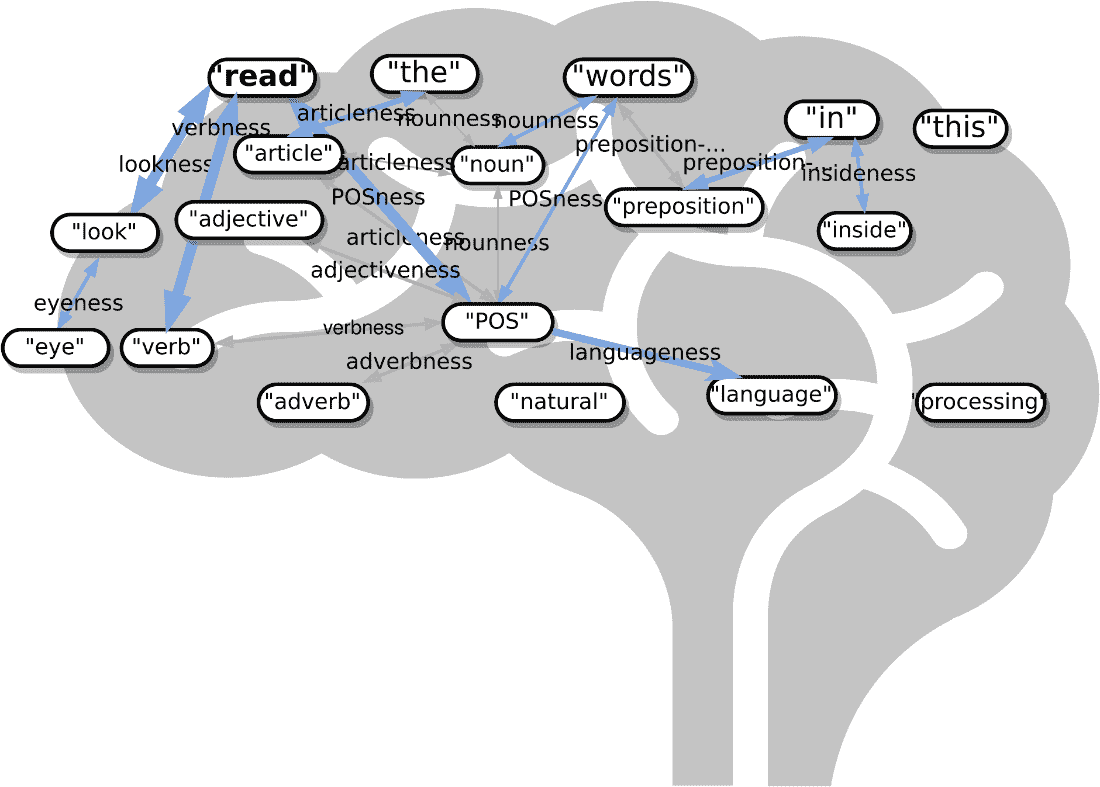 "read"
"the"
"words"
"in"
"this"
articleness
nounness
nounness
verbness
preposition-...
"article"
lookness
articleness
"noun"
preposition-...
insideness
POSness
POSness
"adjective"
"preposition"
"look"
articleness
nounness
"inside"
adjectiveness
eyeness
"POS"
verbness
"eye"
"verb"
adverbness
languageness
"adverb"
"natural"
"language"
"processing"